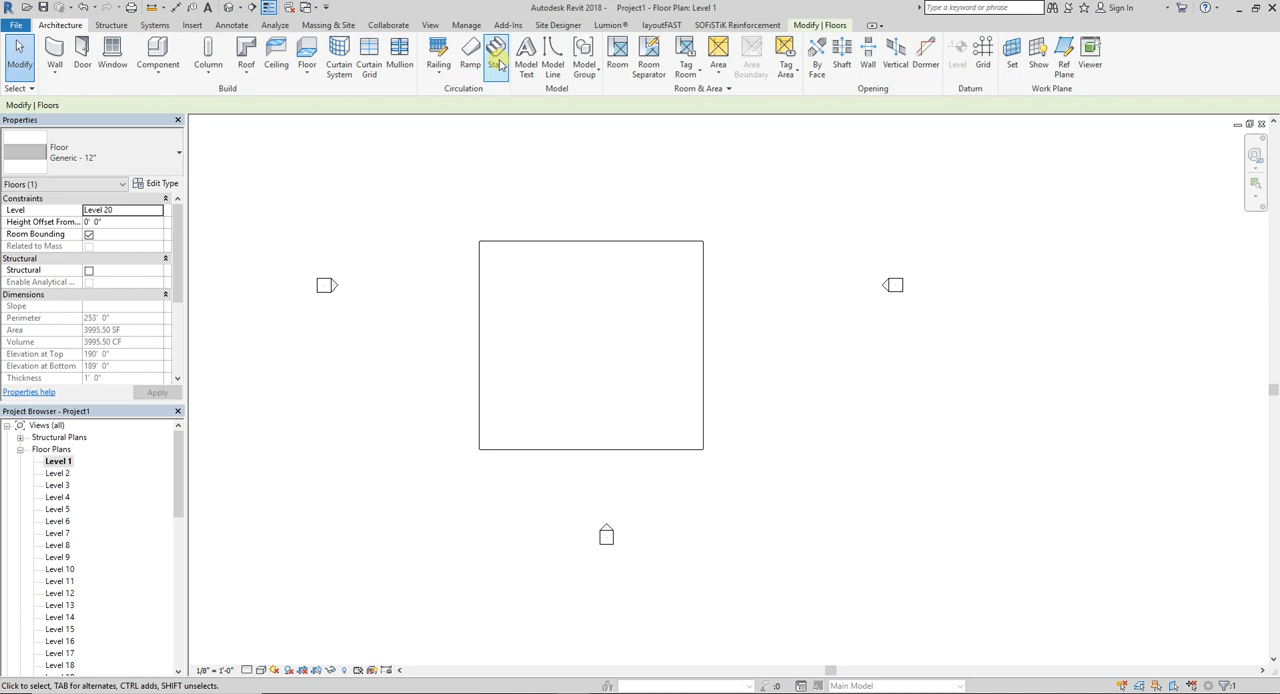 Autodesk Revit 2018 - Project1 - Floor Plan: Level 1
Type a keyword or phrase
Sign In
File Architecture Structure Systems Insert Annotate Analyze Massing & Site Collaborate View Manage Add-Ins Site Designer Lumion® layoutFAST SOFiSTiK Reinforcement Modify | Floors
Modify Wall Door Window Component Column Roof Ceiling Floor Curtain System Curtain Grid Mullion Railing Ramp Model Text Model Line Model Group Room Room Separator Tag Room Area Area Boundary Tag Area By Face Shaft Wall Vertical Dormer Level Grid Set Show Ref Plane Viewer
Select Build Circulation Model Room & Area Opening Datum Work Plane
Modify | Floors
Properties
Floor
Generic - 12"
Floors (1) Edit Type
Constraints
Level Level 20
Height Offset From... 0' 0"
Room Bounding
Related to Mass
Structural
Structural
Enable Analytical ...
Dimensions
Slope
Perimeter 253' 0"
Area 3995.50 SF
Volume 3995.50 CF
Elevation at Top 190' 0"
Elevation at Bottom 189' 0"
Thickness 1' 0"
Properties help Apply
Project Browser - Project1
Views (all)
Structural Plans
Floor Plans
Level 1
Level 2
Level 3
Level 4
Level 5
Level 6
Level 7
Level 8
Level 9
Level 10
Level 11
Level 12
Level 13
Level 14
Level 15
Level 16
Level 17
Level 18
1/8" = 1'-0"
Click to select, TAB for alternates, CTRL adds, SHIFT unselects.
:0 Main Model :1